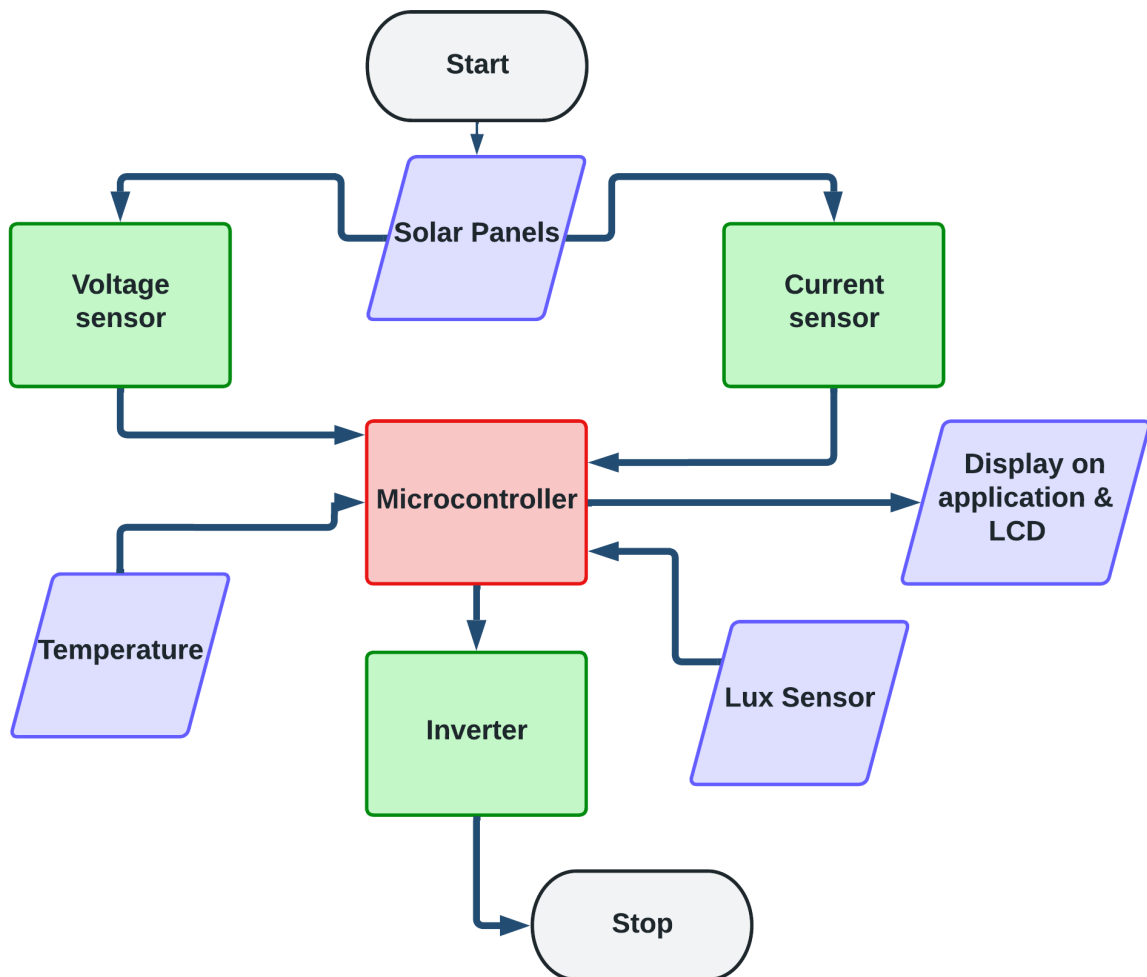 Start
Solar Panels
Voltage
sensor
Current
sensor
Microcontroller
Display on
application &
LCD
Temperature
Lux Sensor
Inverter
Stop